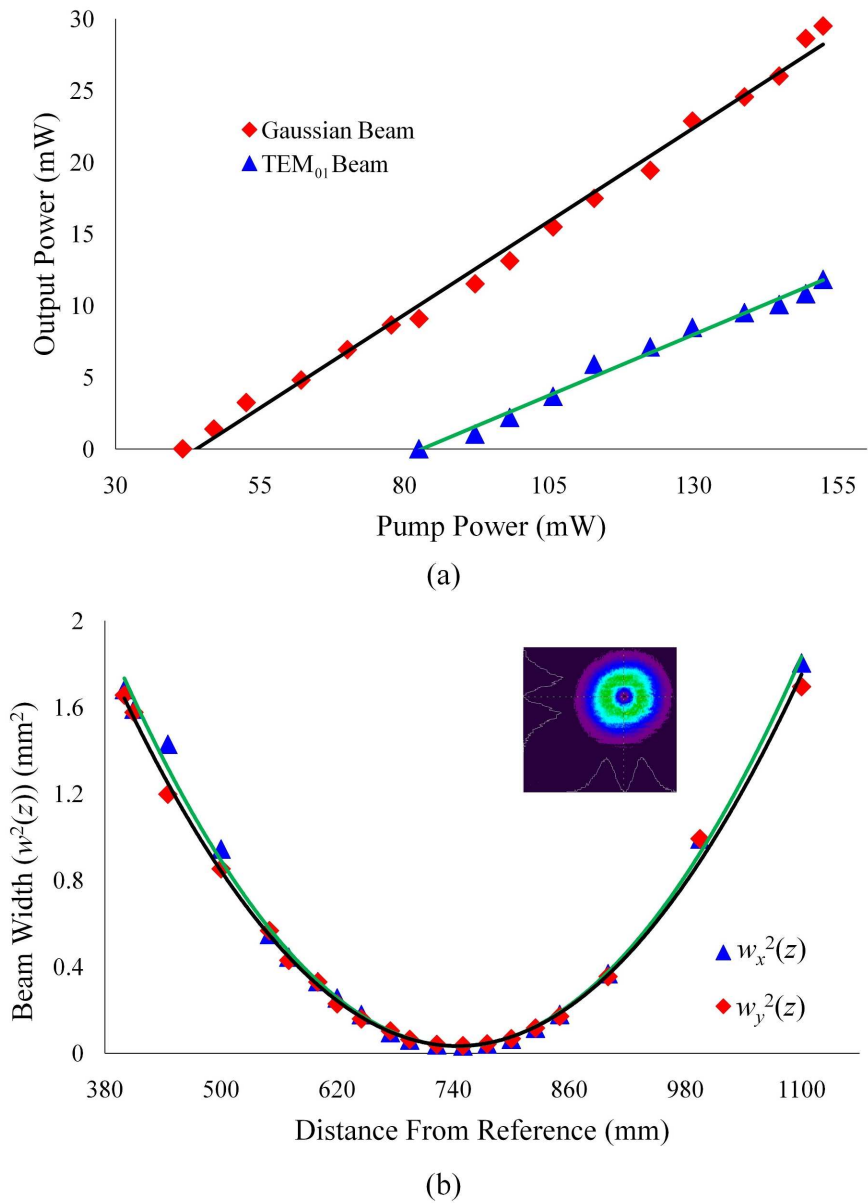 30
25
20
15
10
5
0
Output Power (mW)
Gaussian Beam
TEM₀₁ Beam
30 55 80 105 130 155
Pump Power (mW)
(a)
2
1.6
1.2
0.8
0.4
0
Beam Width (w²(z)) (mm²)
wₓ²(z)
w_y²(z)
380 500 620 740 860 980 1100
Distance From Reference (mm)
(b)